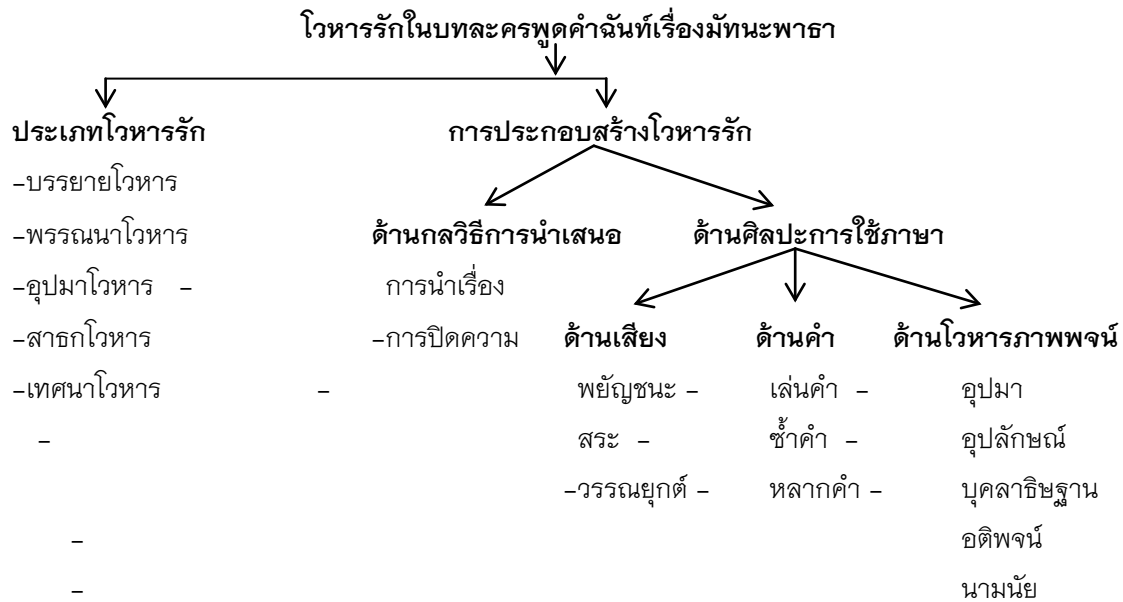 โวหารรักในบทละครพูดคำฉันท์เรื่องมัทนะพาธา
ประเภทโวหารรัก การประกอบสร้างโวหารรัก
-บรรยายโวหาร
-พรรณนาโวหาร ด้านกลวิธีการนำเสนอ ด้านศิลปะการใช้ภาษา
-อุปมาโวหาร - การนำเรื่อง
-สาธกโวหาร -การปิดความ ด้านเสียง ด้านคำ ด้านโวหารภาพพจน์
-เทศนาโวหาร - พยัญชนะ - เล่นคำ - อุปมา
- สระ - ซ้ำคำ - อุปลักษณ์
-วรรณยุกต์ - หลากคำ - บุคลาธิษฐาน
- อติพจน์
- นามนัย